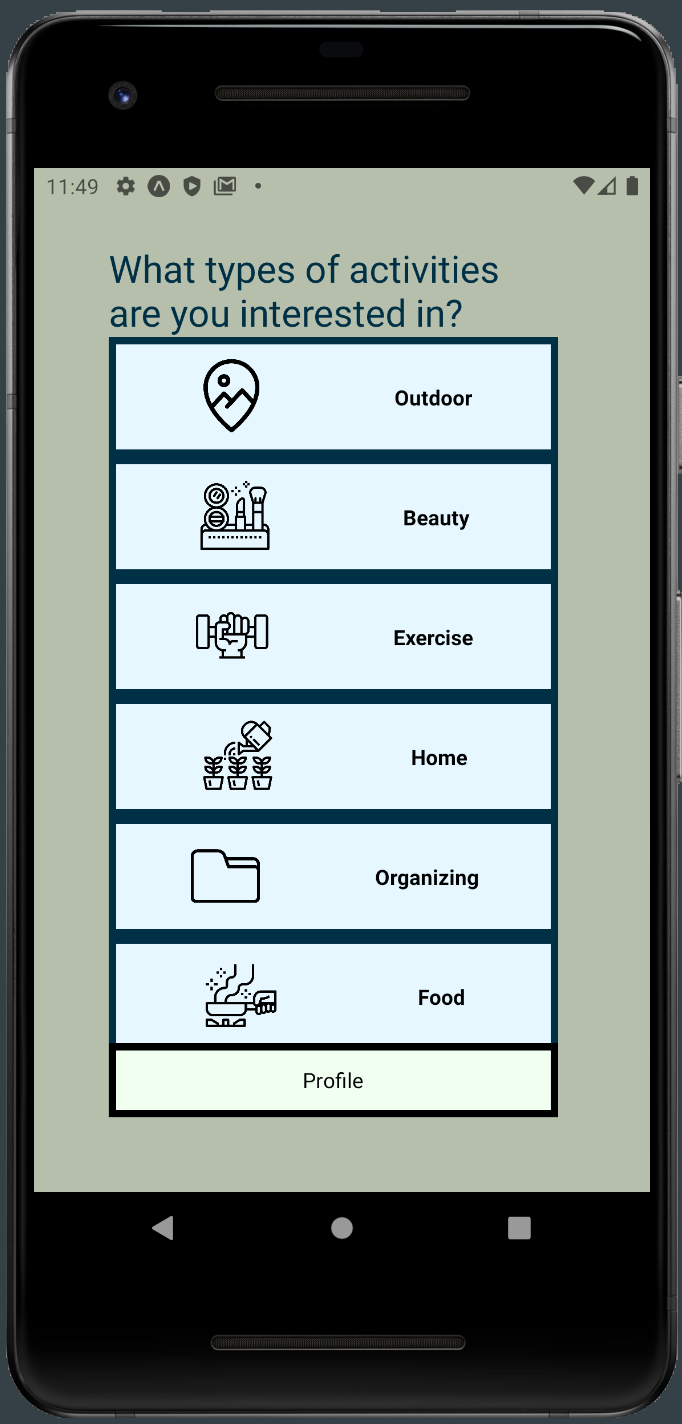 11:49
What types of activities
are you interested in?
Outdoor
Beauty
Exercise
Home
Organizing
Food
Profile